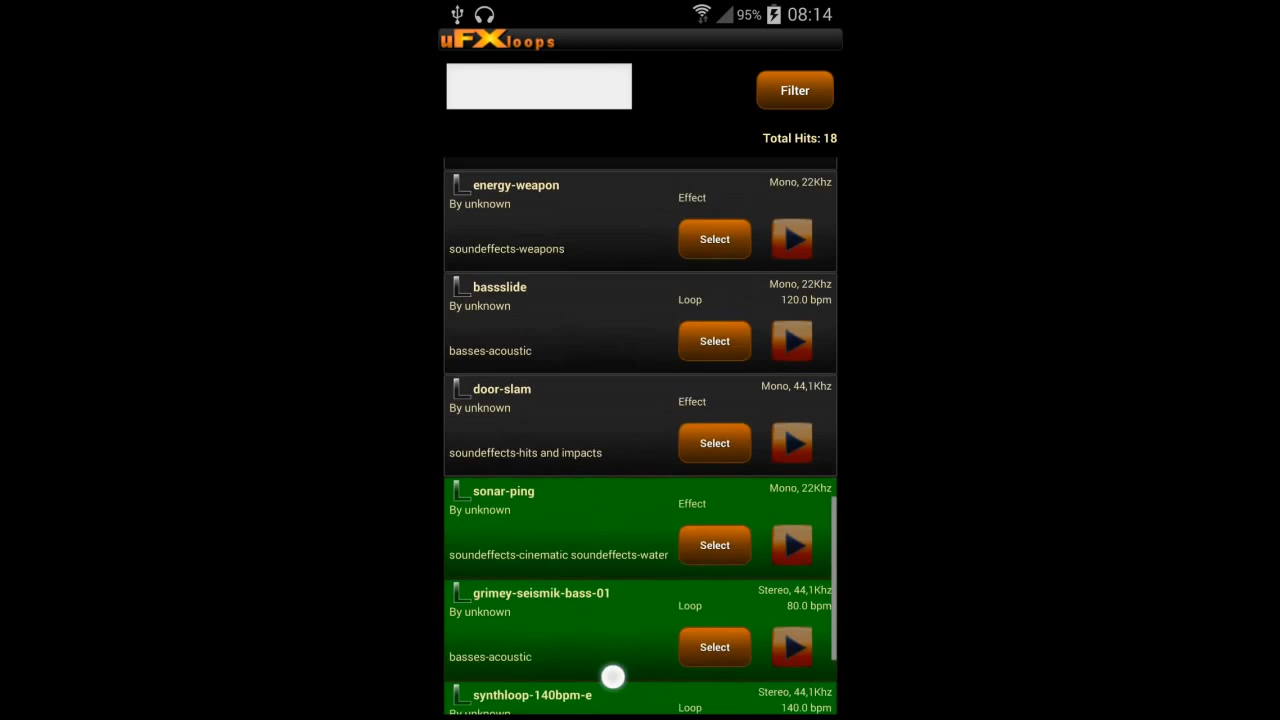 95% 08:14
uFXloops
Filter
Total Hits: 18
energy-weapon
Mono, 22Khz
By unknown
Effect
Select
soundeffects-weapons
bassslide
Mono, 22Khz
By unknown
Loop
120.0 bpm
Select
basses-acoustic
door-slam
Mono, 44,1Khz
By unknown
Effect
Select
soundeffects-hits and impacts
sonar-ping
Mono, 22Khz
By unknown
Effect
Select
soundeffects-cinematic soundeffects-water
grimey-seismik-bass-01
Stereo, 44,1Khz
By unknown
Loop
80.0 bpm
Select
basses-acoustic
synthloop-140bpm-e
Stereo, 44,1Khz
By unknown
Loop
140.0 bpm